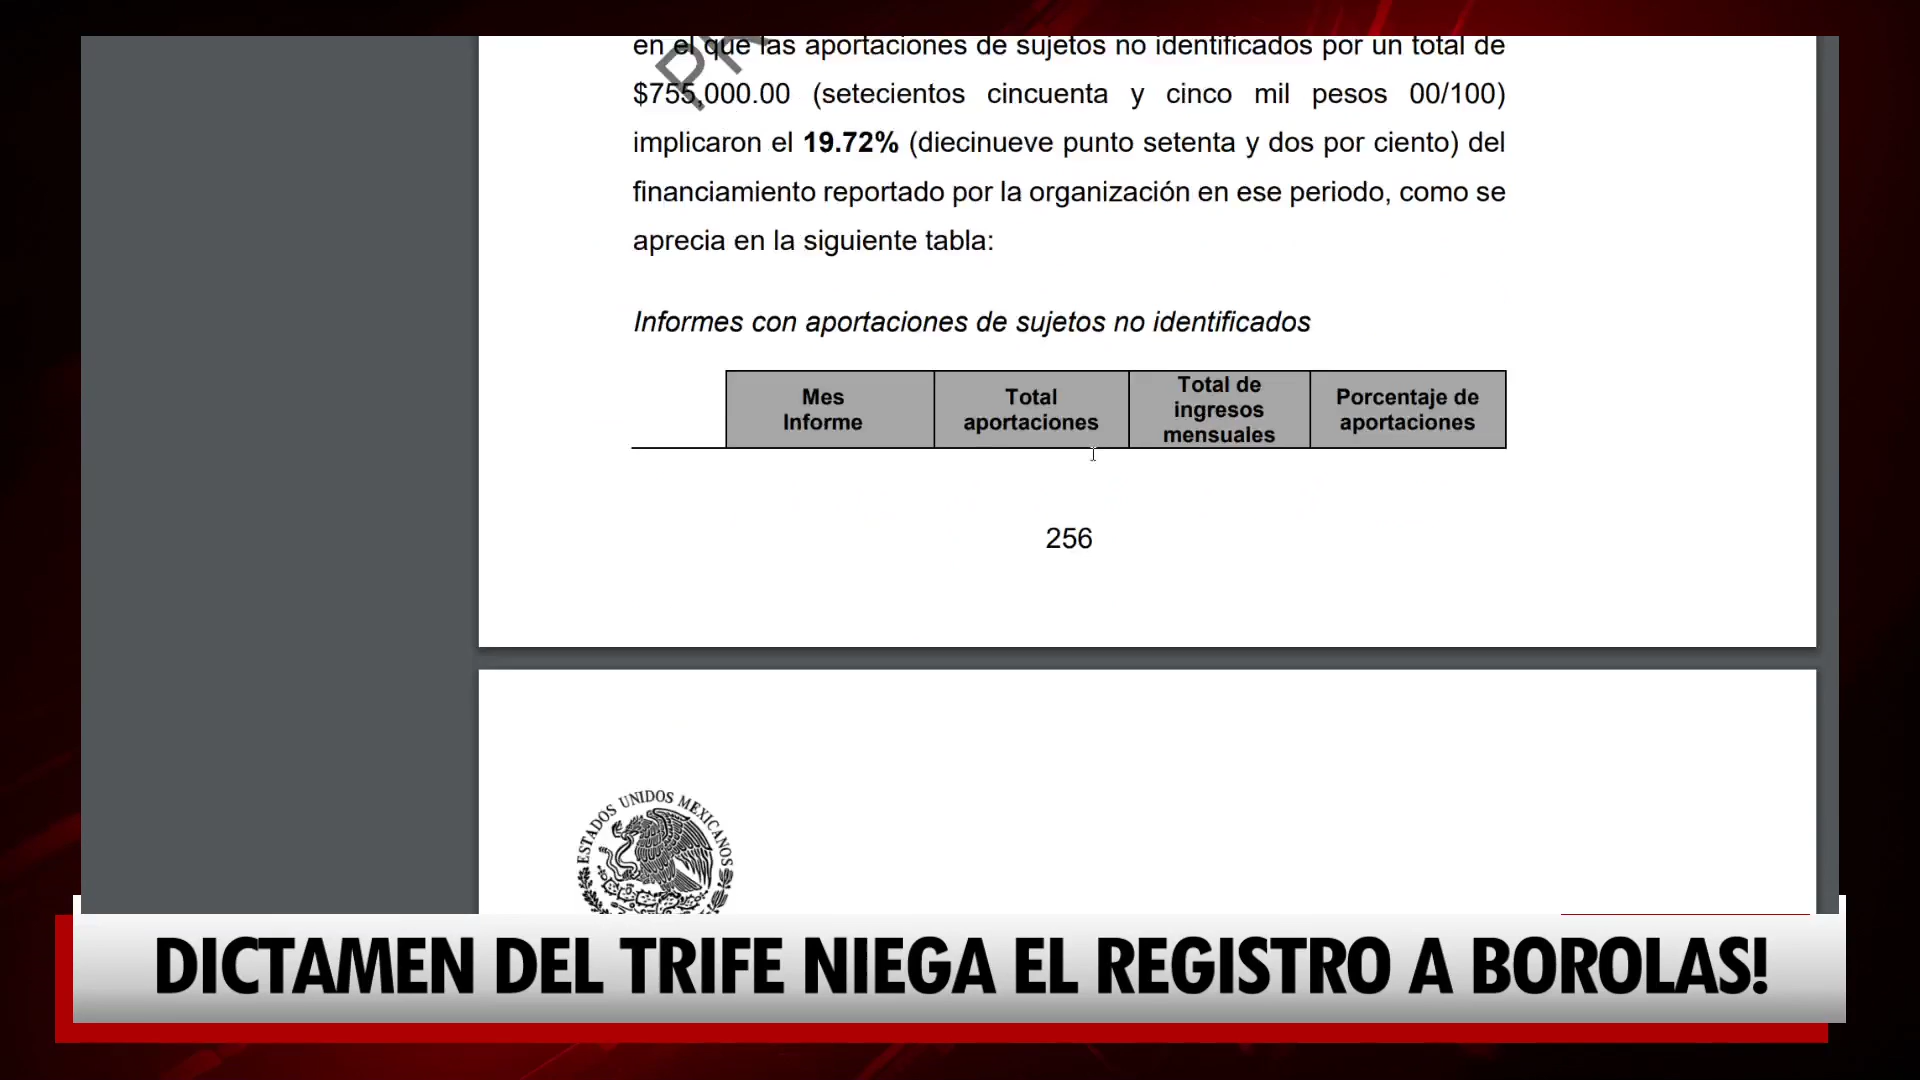 en el que las aportaciones de sujetos no identificados por un total de
$755,000.00 (setecientos cincuenta y cinco mil pesos 00/100)
implicaron el 19.72% (diecinueve punto setenta y dos por ciento) del
financiamiento reportado por la organización en ese periodo, como se
aprecia en la siguiente tabla:
Informes con aportaciones de sujetos no identificados
Mes Informe
Total aportaciones
Total de ingresos mensuales
Porcentaje de aportaciones
256
ESTADOS UNIDOS MEXICANOS
DICTAMEN DEL TRIFE NIEGA EL REGISTRO A BOROLAS!